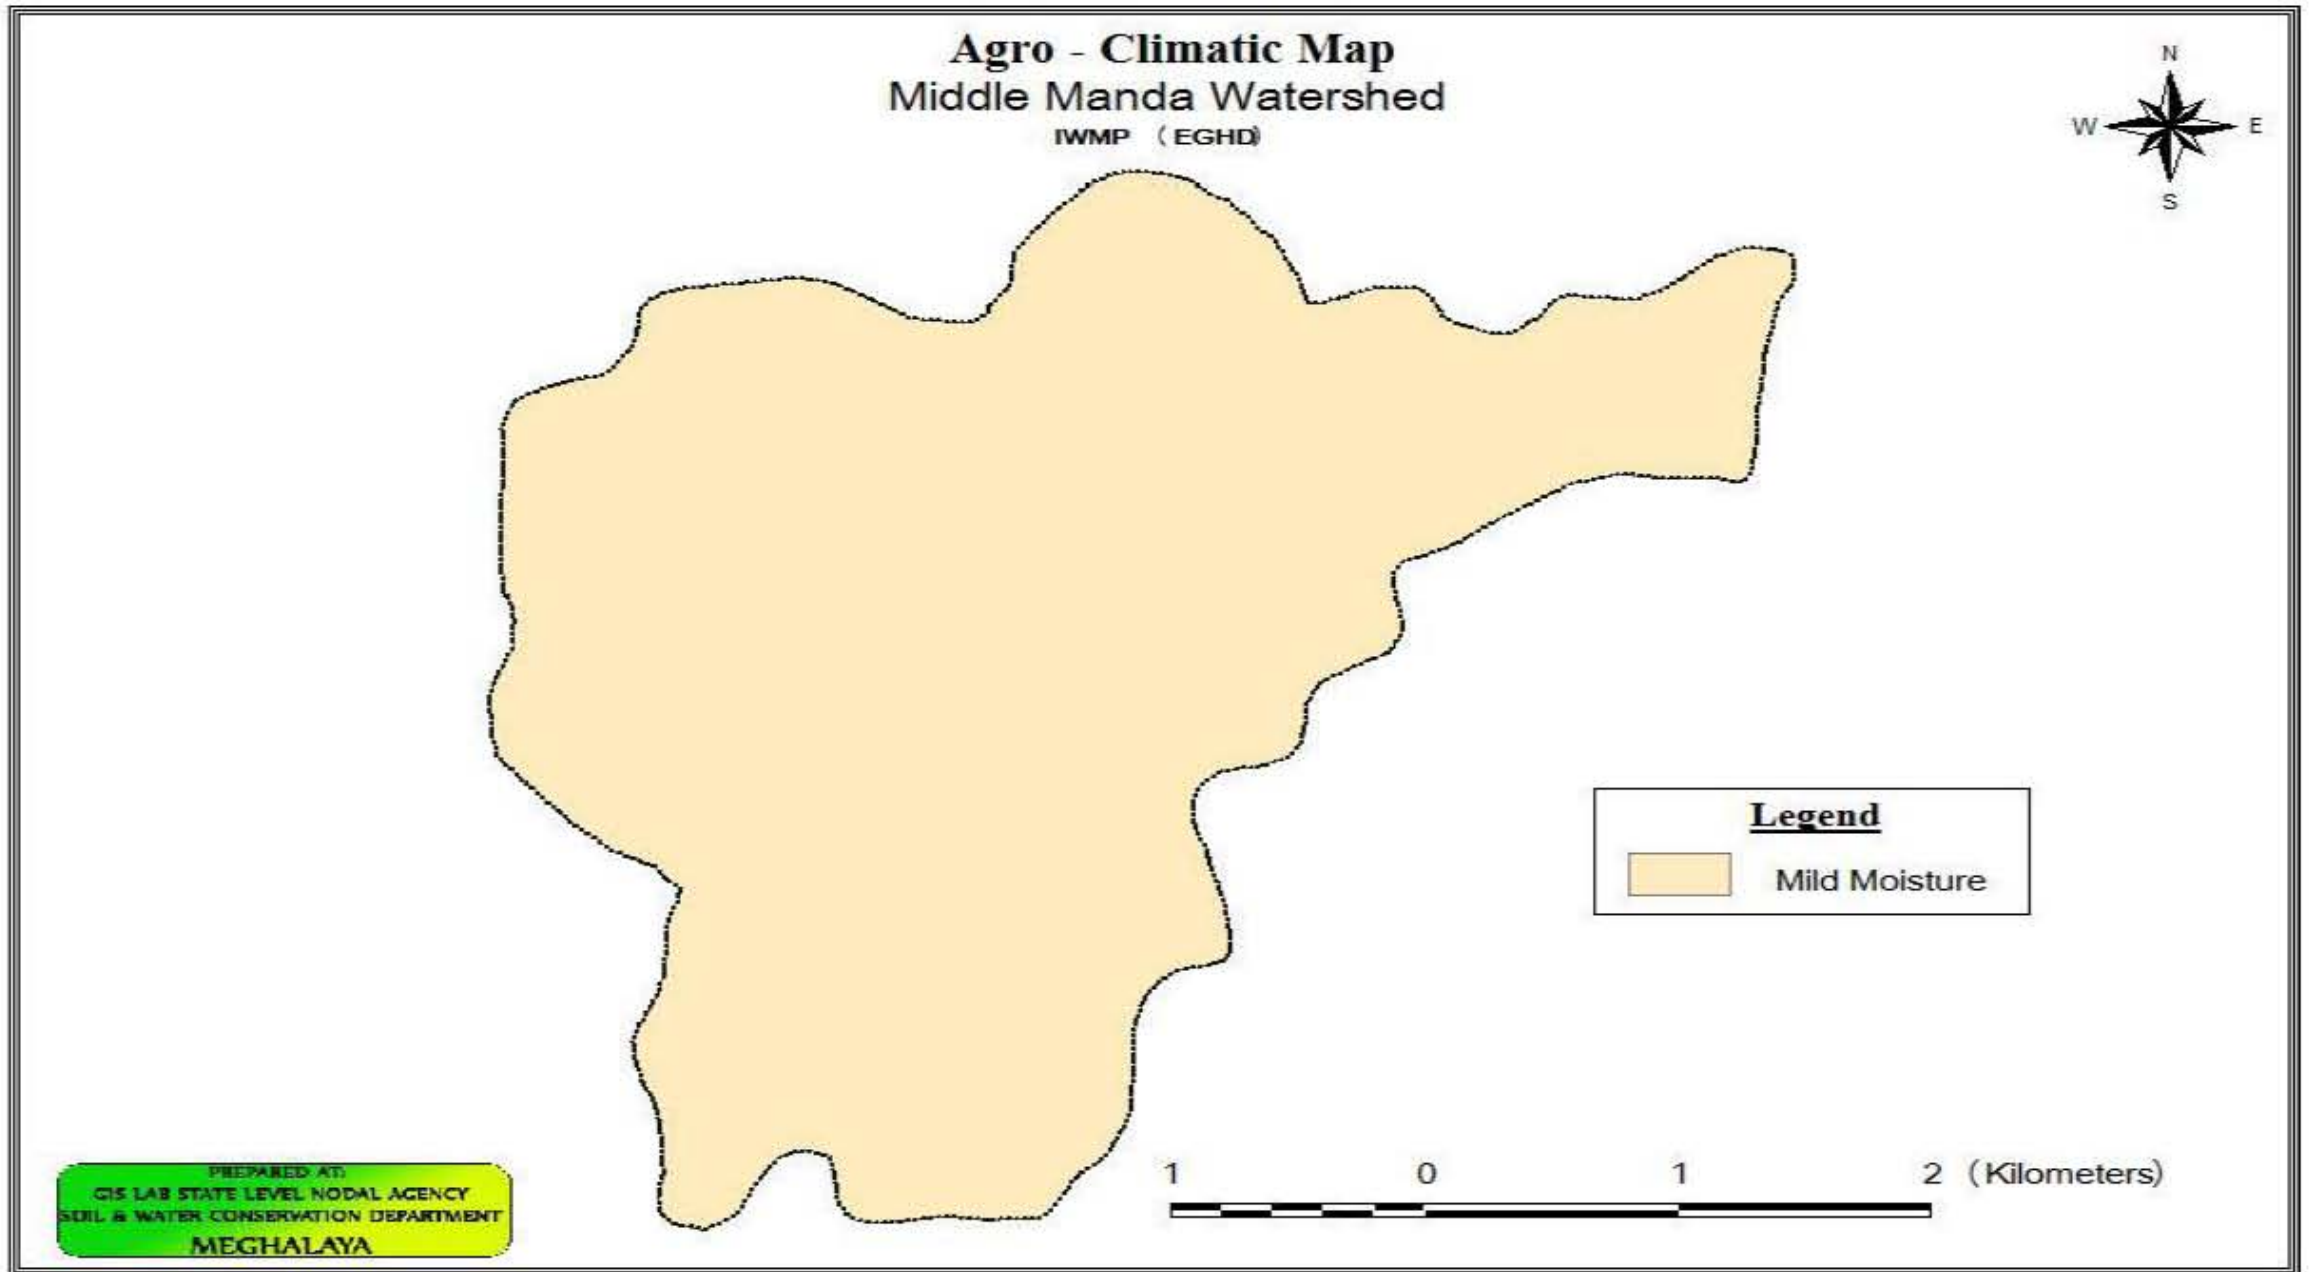 Agro - Climatic Map
Middle Manda Watershed
IWMP (EGHD)
N
W E
S
Legend
Mild Moisture
1 0 1 2 (Kilometers)
PREPARED AT:
GIS LAB STATE LEVEL NODAL AGENCY
SOIL & WATER CONSERVATION DEPARTMENT
MEGHALAYA